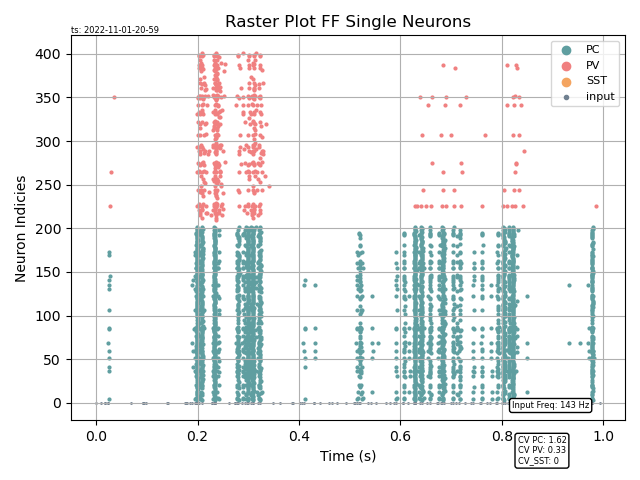 Raster Plot FF Single Neurons
ts: 2022-11-01-20-59
PC
PV
SST
input
Neuron Indicies
400
350
300
250
200
150
100
50
0
0.0 0.2 0.4 0.6 0.8 1.0
Time (s)
Input Freq: 143 Hz
CV PC: 1.62
CV PV: 0.33
CV_SST: 0